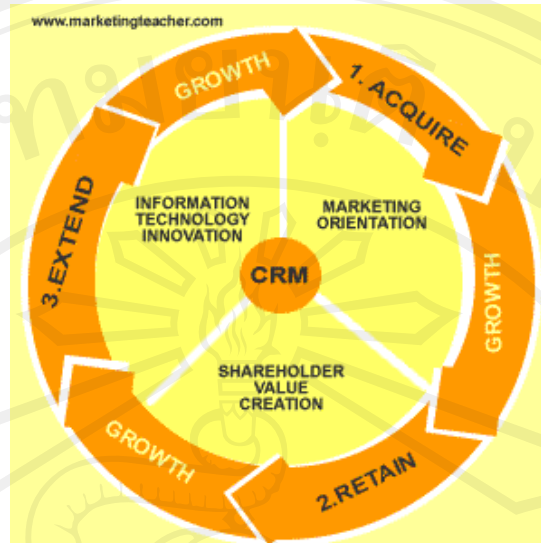 www.marketingteacher.com
GROWTH
1. ACQUIRE
GROWTH
2.RETAIN
GROWTH
3.EXTEND
INFORMATION
TECHNOLOGY
INNOVATION
MARKETING
ORIENTATION
CRM
SHAREHOLDER
VALUE
CREATION